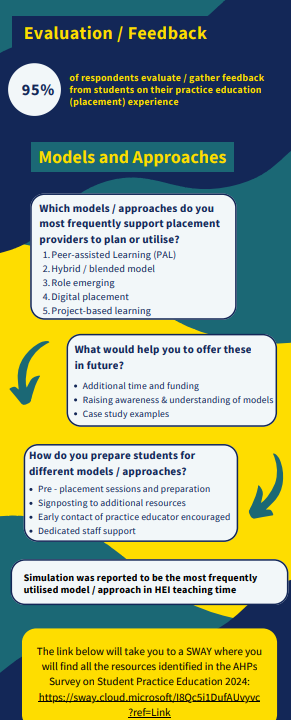 Evaluation / Feedback
95%
of respondents evaluate / gather feedback
from students on their practice education
(placement) experience
Models and Approaches
Which models / approaches do you
most frequently support placement
providers to plan or utilise?
1. Peer-assisted Learning (PAL)
2. Hybrid / blended model
3. Role emerging
4. Digital placement
5. Project-based learning
What would help you to offer these
in future?
• Additional time and funding
• Raising awareness & understanding of models
• Case study examples
How do you prepare students for
different models / approaches?
• Pre - placement sessions and preparation
• Signposting to additional resources
• Early contact of practice educator encouraged
• Dedicated staff support
Simulation was reported to be the most frequently
utilised model / approach in HEI teaching time
The link below will take you to a SWAY where you
will find all the resources identified in the AHPs
Survey on Student Practice Education 2024:
https://sway.cloud.microsoft/I8Qc5i1DufAUvyvc
?ref=Link